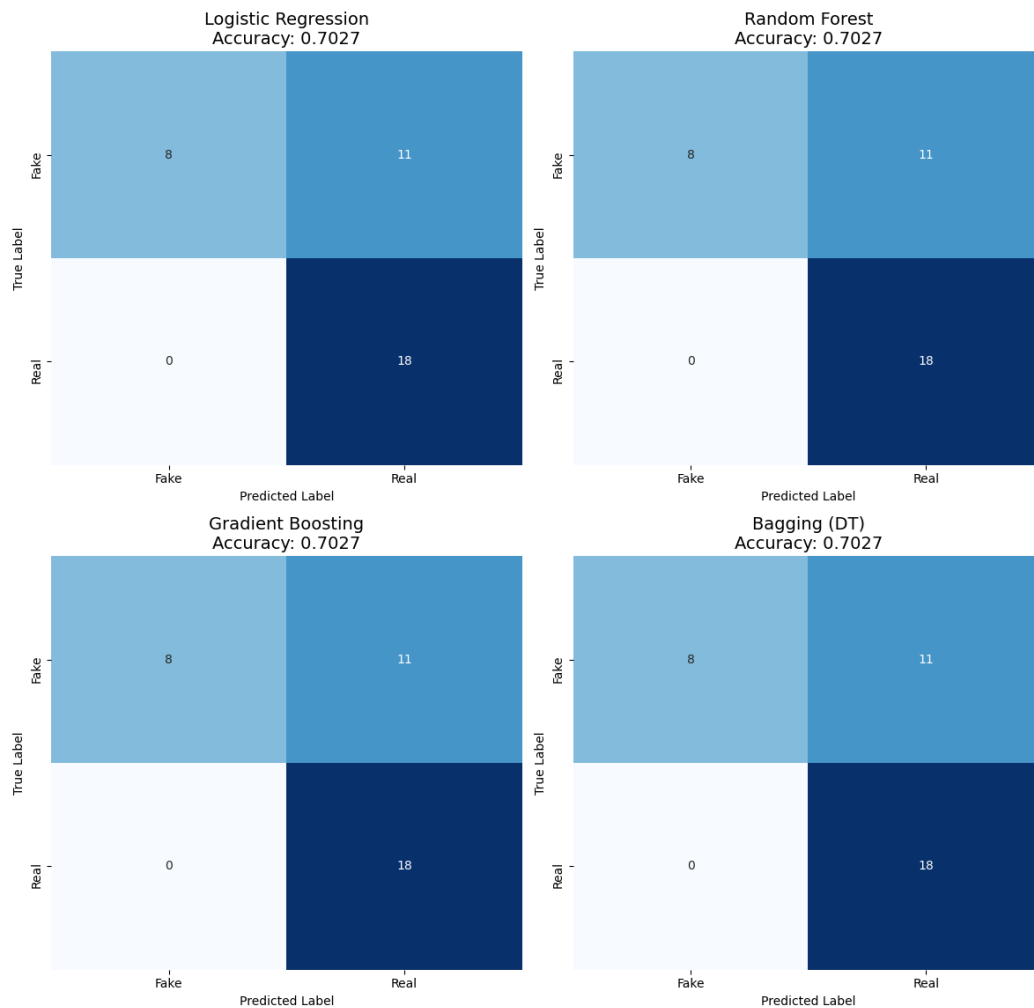 Logistic Regression
Accuracy: 0.7027
Fake
8
11
True Label
Real
0
18
Fake
Real
Predicted Label
Random Forest
Accuracy: 0.7027
Fake
8
11
True Label
Real
0
18
Fake
Real
Predicted Label
Gradient Boosting
Accuracy: 0.7027
Fake
8
11
True Label
Real
0
18
Fake
Real
Predicted Label
Bagging (DT)
Accuracy: 0.7027
Fake
8
11
True Label
Real
0
18
Fake
Real
Predicted Label